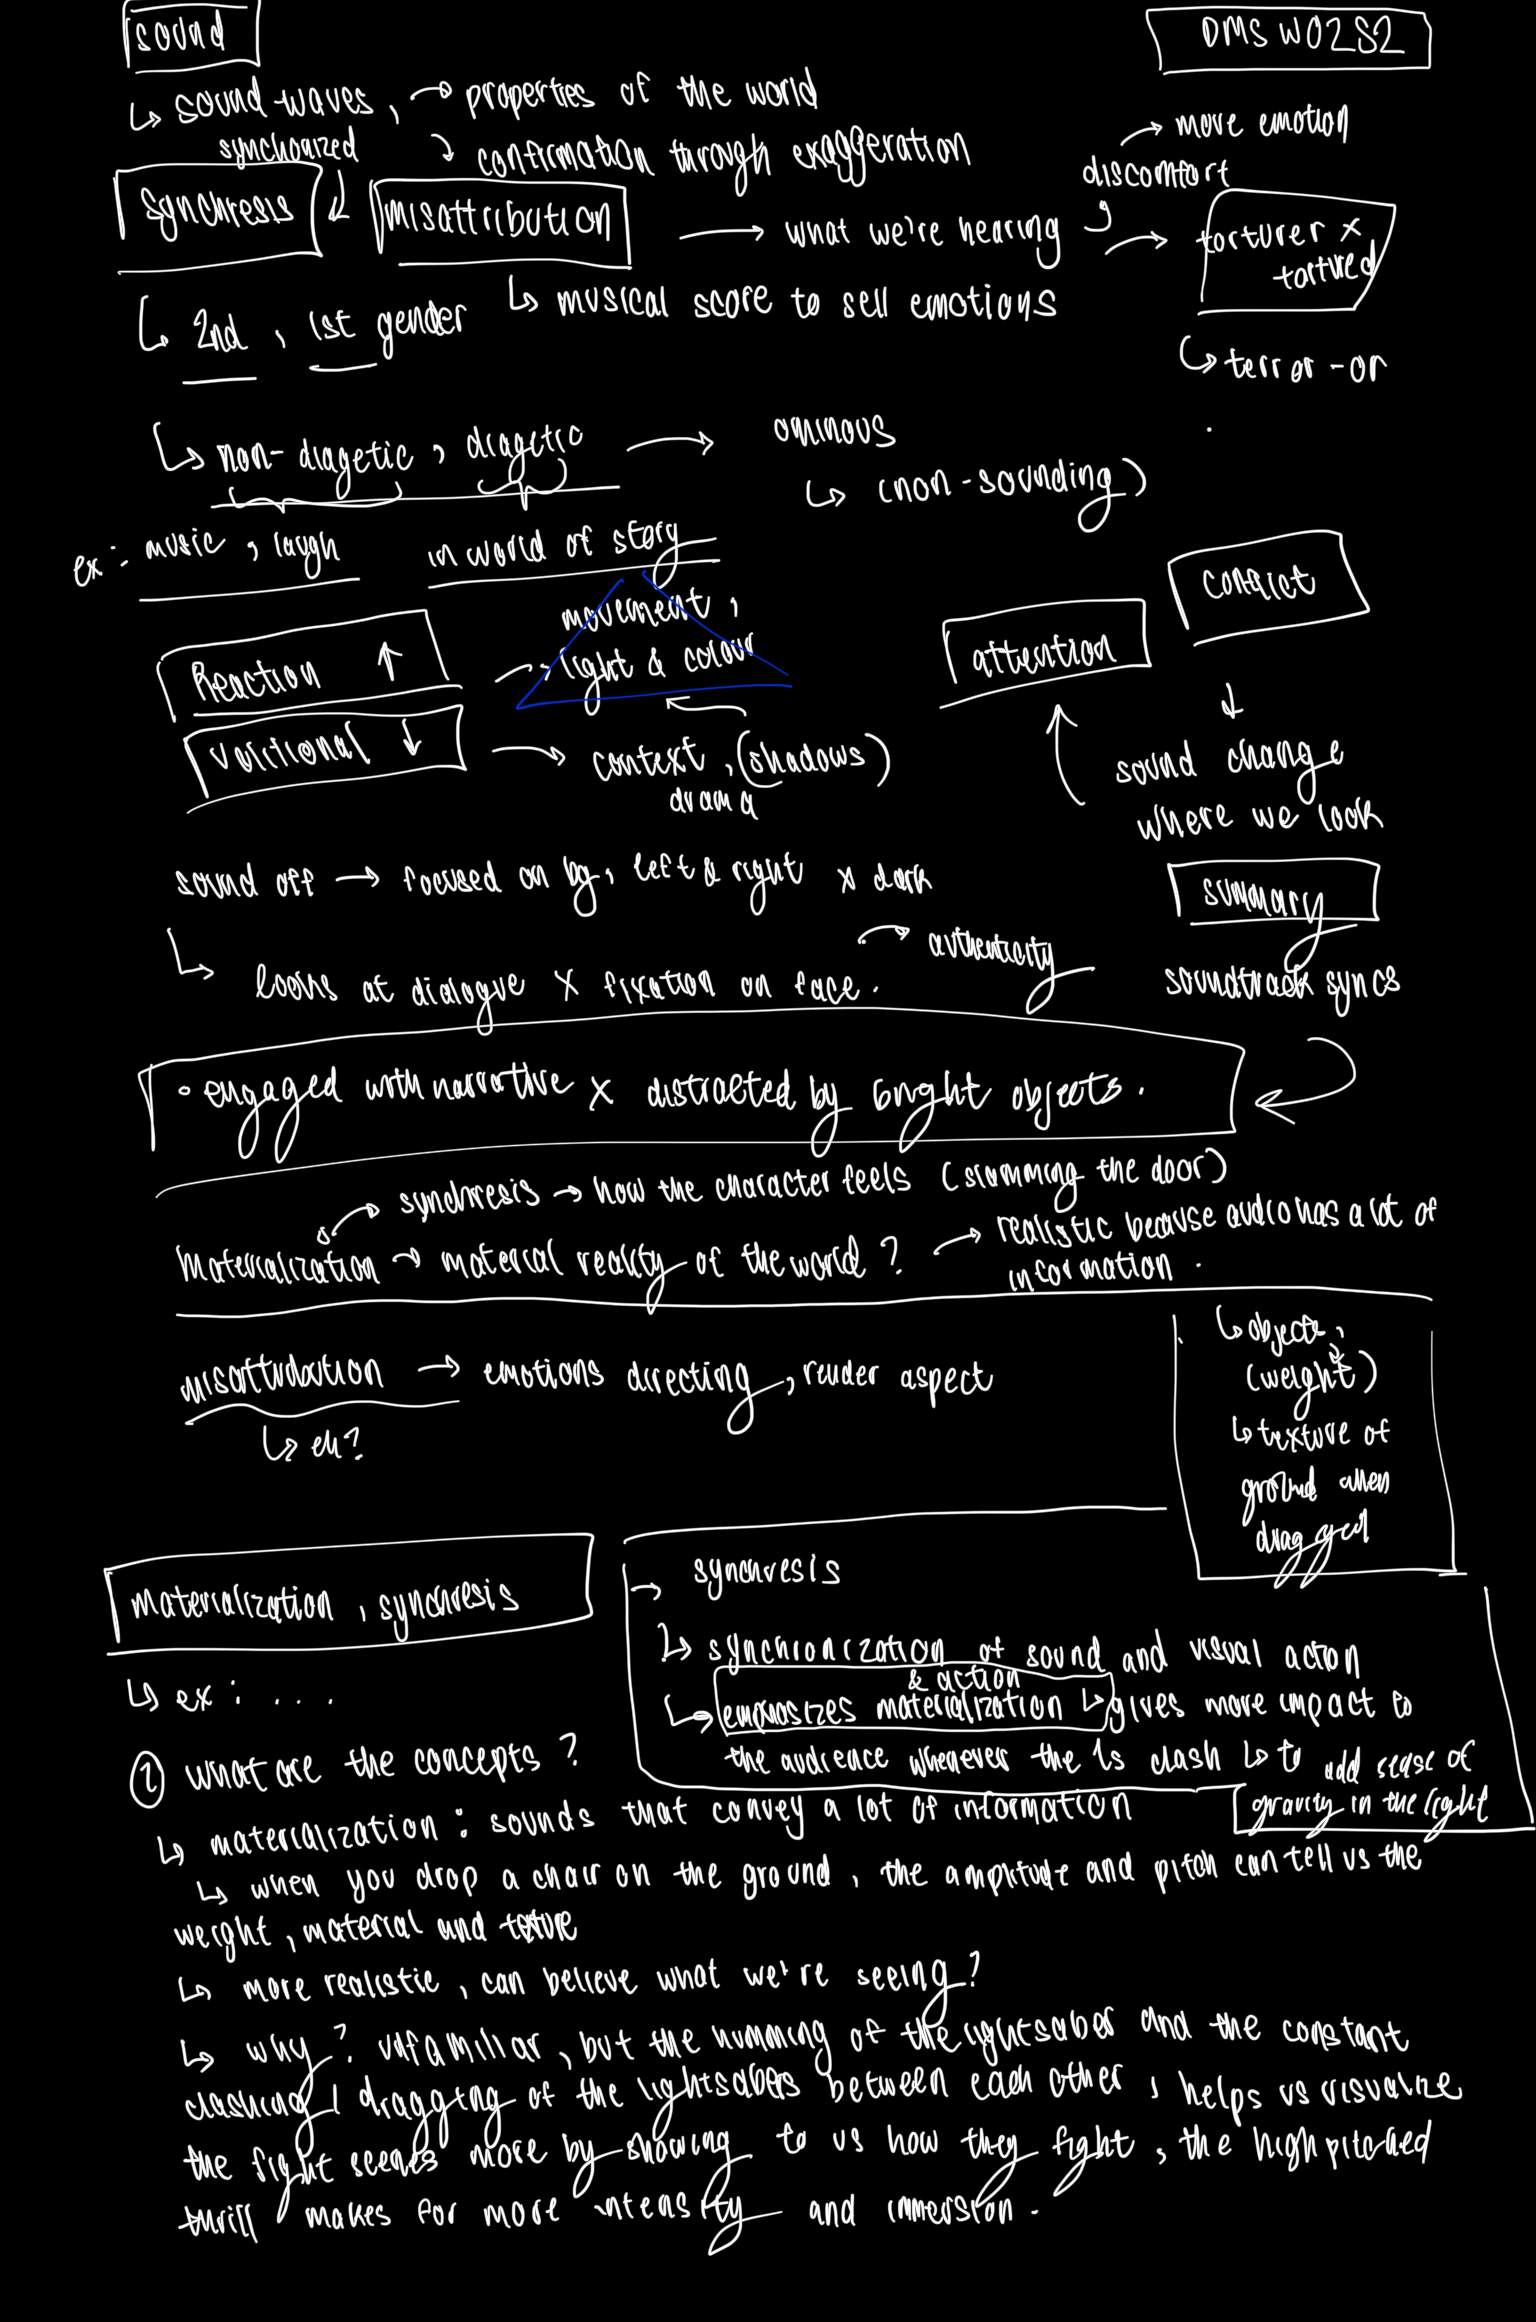 sound
DMS W02S2
↳ sound waves, → properties of the world
→ move emotion
synchorized
↳ confirmation through exaggeration
discomfort
Synchresis ↓ misattribution → what we're hearing → torturer x
tortured
↳ 2nd, 1st gender
↳ musical score to sell emotions
↳ terror-or
↳ non-diagetic, diagetic → ominous
↳ (non-sounding)
ex: music, laugh
in world of story
conflict
movement,
Reaction ↑ → light & colour
attention
↓
↓ → context, (shadows)
drama
sound change
where we look
sound off → focused on bg, left & right x dark
summary
↳ looks at dialogue x fixation on face.
→ authenticity
soundtrack syncs
• engaged with narrative x distracted by bright objects.
→ synchresis → how the character feels (slamming the door)
materialization → material reality of the world? → realistic because audio has a lot of
information.
↳ objects,
(weight)
↳ texture of
ground when
dragged
misattribution → emotions directing, render aspect
↳ eh?
materialization, synchresis
↳ ex: ....
→ synchresis
↳ synchronization of sound and visual action
& action
↳ emphasizes materialization ↳ gives more impact to
the audience whenever the ls clash ↳ to add sense of
gravity in the fight
① what are the concepts?
↳ materialization: sounds that convey a lot of information
↳ when you drop a chair on the ground, the amplitude and pitch can tell us the
weight, material and texture
↳ more realistic, can believe what we're seeing?
↳ why? unfamiliar, but the humming of the lightsaber and the constant
clashing / dragging of the lightsabers between each other, helps us visualize
the fight scenes more by showing to us how they fight, the high pitched
thrill makes for more intensity and immersion.